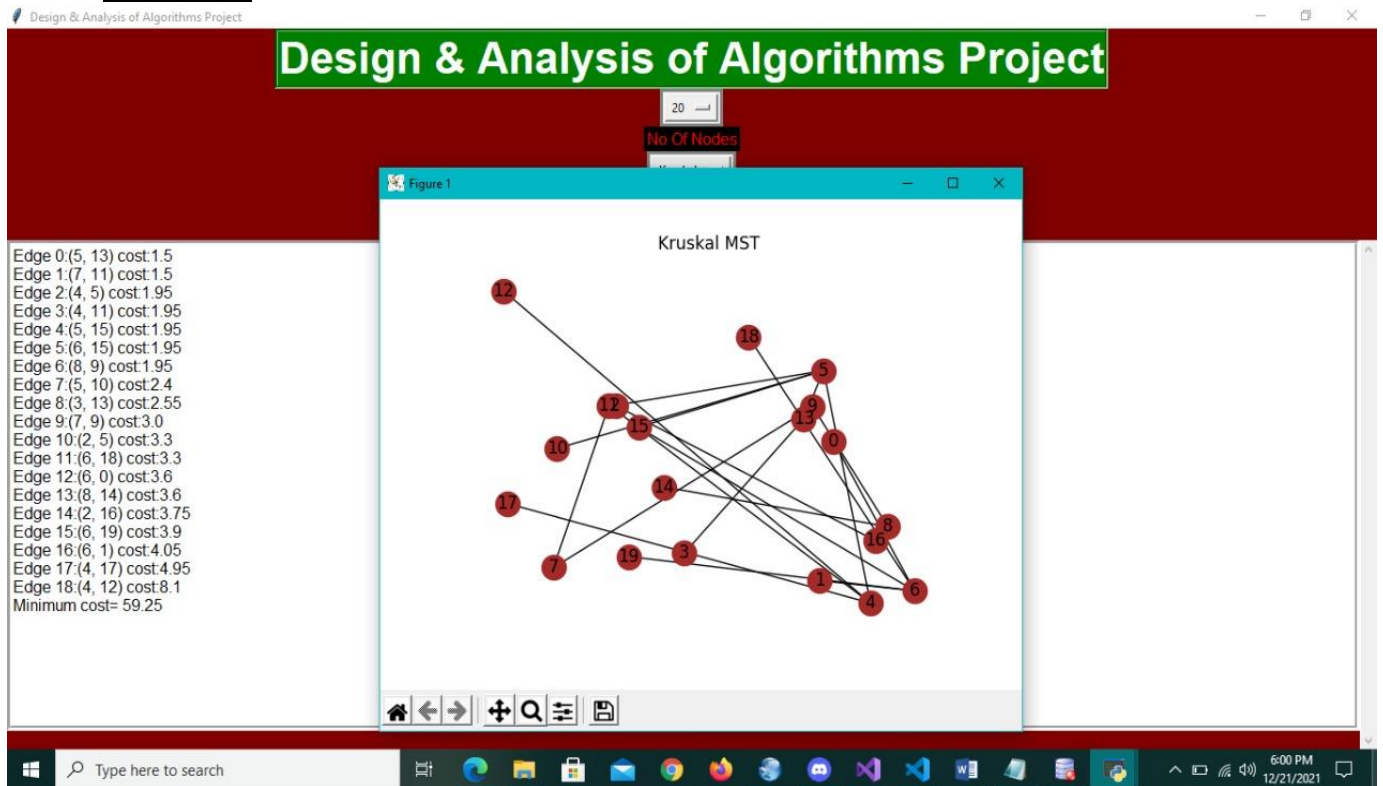 Design & Analysis of Algorithms Project
Design & Analysis of Algorithms Project
20
No Of Nodes
Figure 1
Kruskal MST
Edge 0:(5, 13) cost:1.5
Edge 1:(7, 11) cost:1.5
Edge 2:(4, 5) cost:1.95
Edge 3:(4, 11) cost:1.95
Edge 4:(5, 15) cost:1.95
Edge 5:(6, 15) cost:1.95
Edge 6:(8, 9) cost:1.95
Edge 7:(5, 10) cost:2.4
Edge 8:(3, 13) cost:2.55
Edge 9:(7, 9) cost:3.0
Edge 10:(2, 5) cost:3.3
Edge 11:(6, 18) cost:3.3
Edge 12:(6, 0) cost:3.6
Edge 13:(8, 14) cost:3.6
Edge 14:(2, 16) cost:3.75
Edge 15:(6, 19) cost:3.9
Edge 16:(6, 1) cost:4.05
Edge 17:(4, 17) cost:4.95
Edge 18:(4, 12) cost:8.1
Minimum cost= 59.25
12
18
5
9
13
15
0
10
14
17
8
16
3
19
7
1
6
4
Type here to search
6:00 PM
12/21/2021